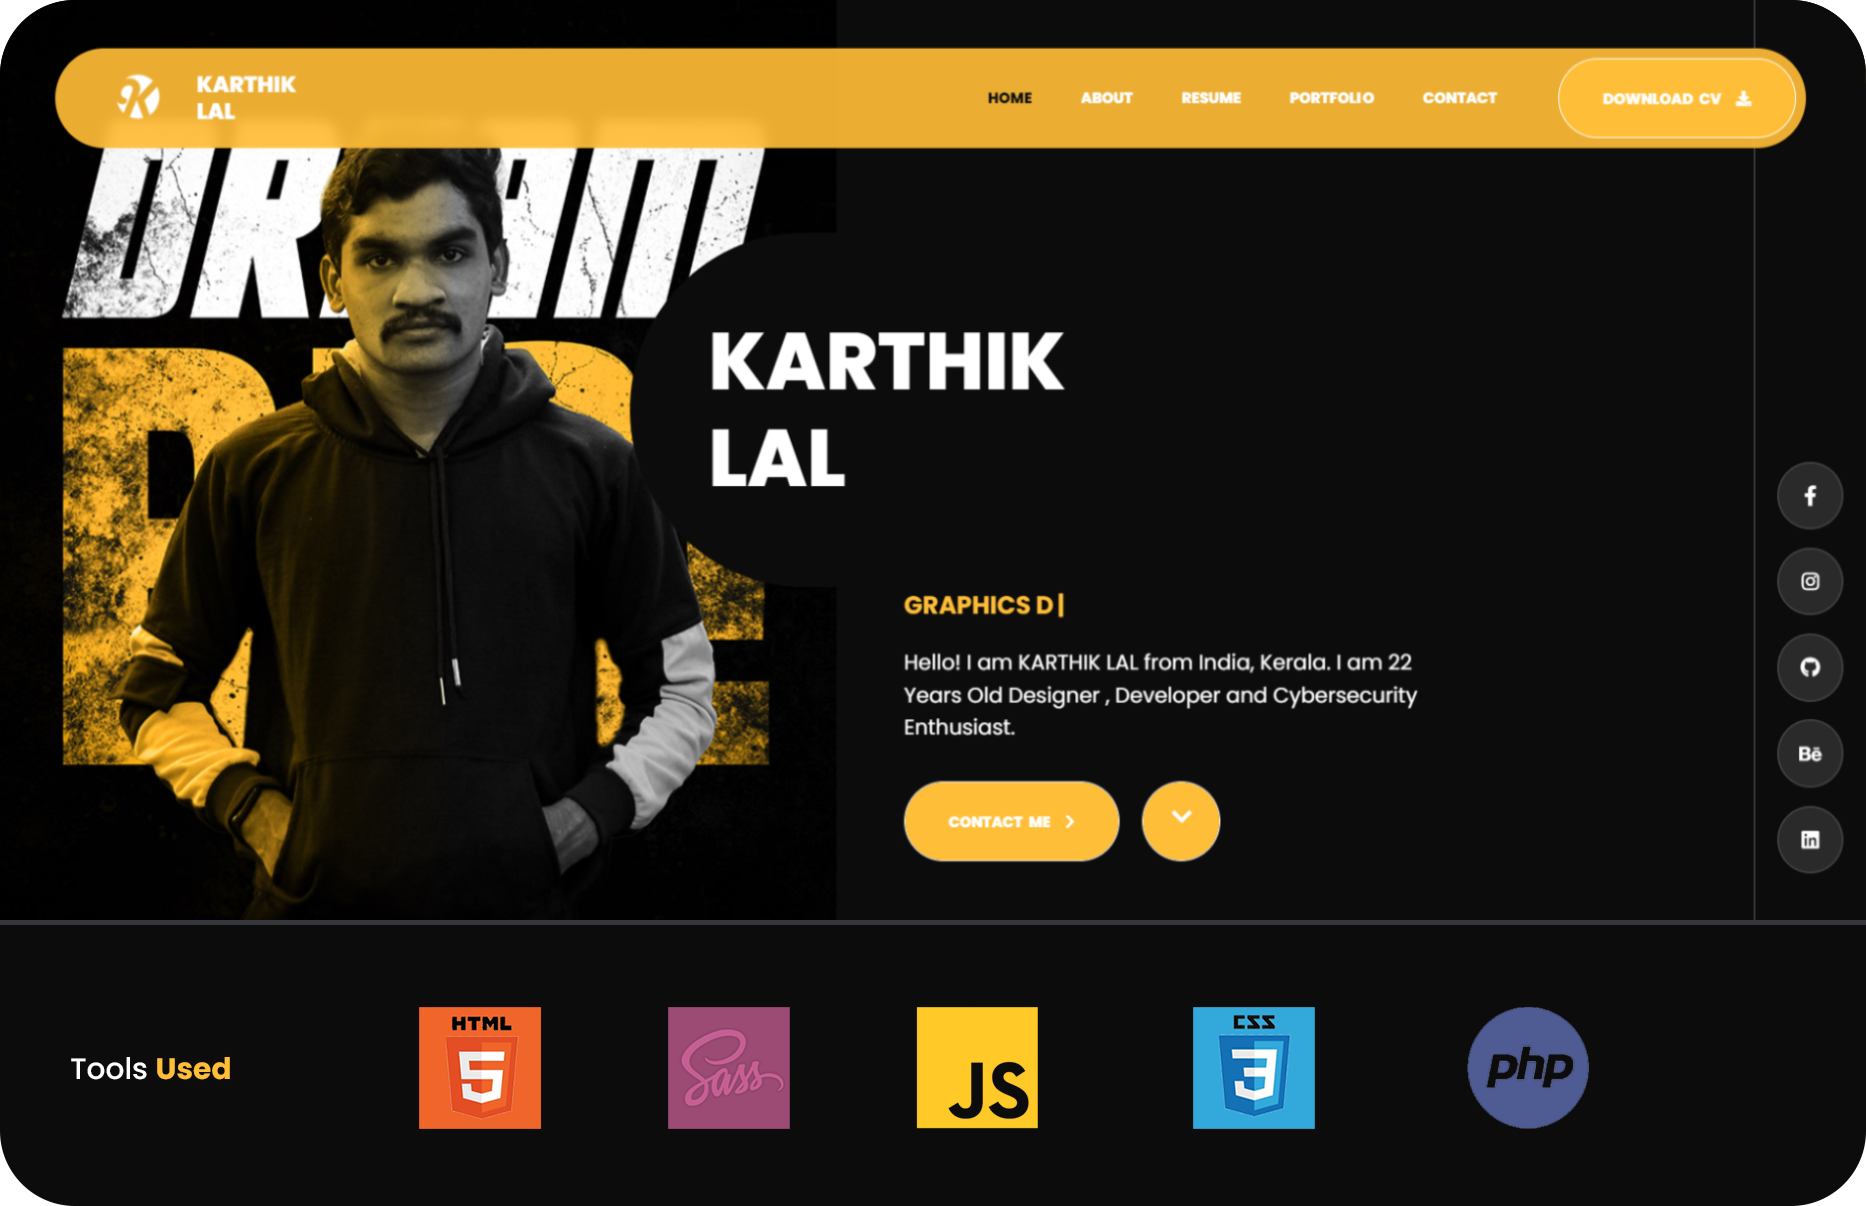 KARTHIK
LAL
HOME ABOUT RESUME PORTFOLIO CONTACT DOWNLOAD CV
KARTHIK
LAL
GRAPHICS D|
Hello! I am KARTHIK LAL from India, Kerala. I am 22
Years Old Designer , Developer and Cybersecurity
Enthusiast.
CONTACT ME
Bē
in
Tools Used
HTML
5
Sass
JS
CSS
3
php